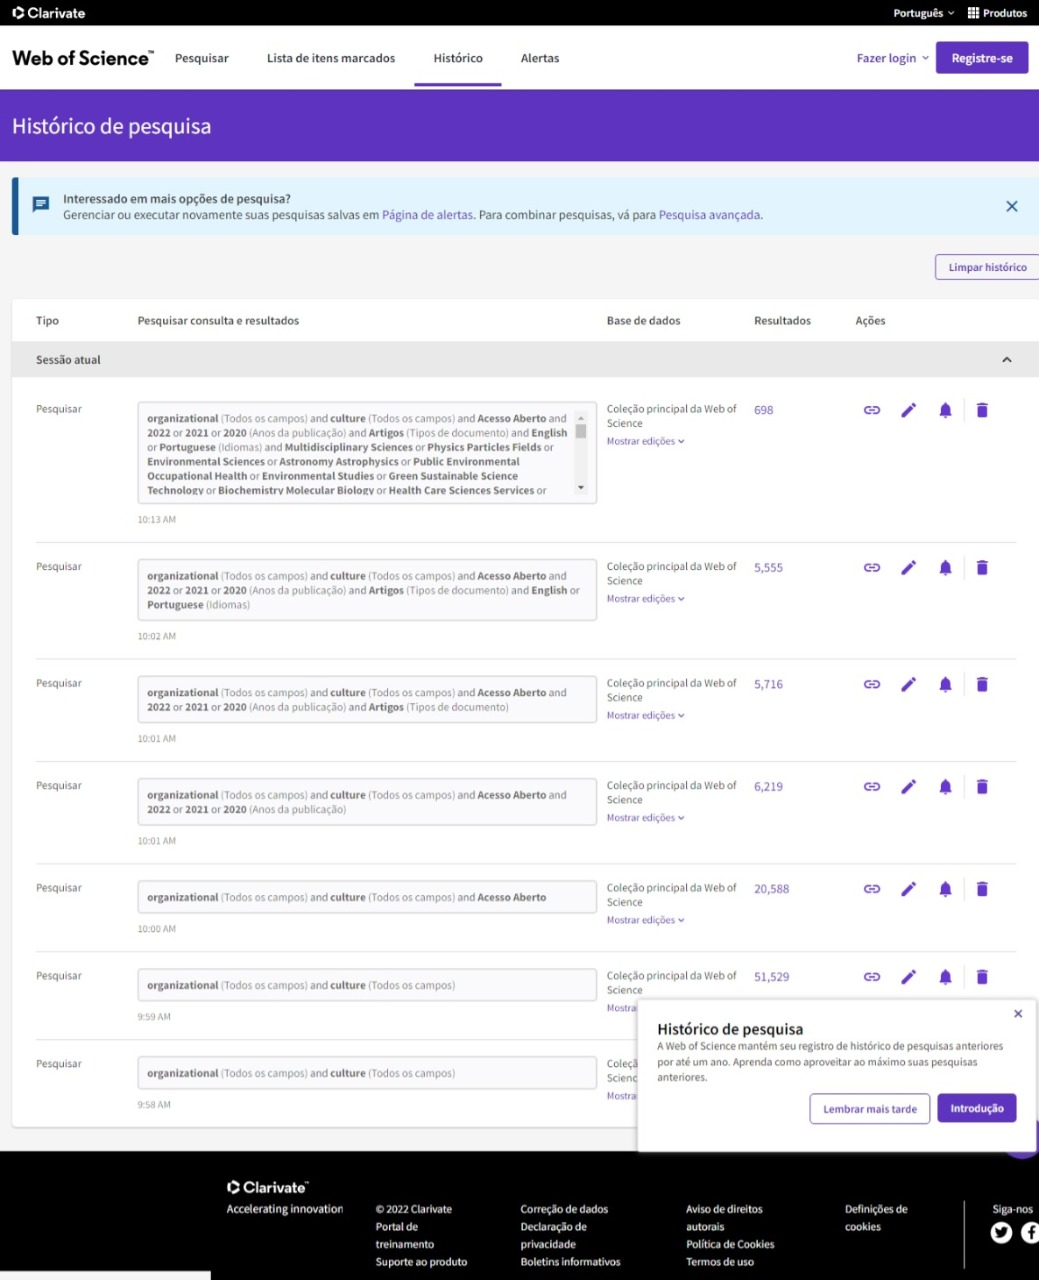 Clarivate
Português
Produtos
Web of Science™
Pesquisar
Lista de itens marcados
Histórico
Alertas
Fazer login
Registre-se
Histórico de pesquisa
Interessado em mais opções de pesquisa?
Gerenciar ou executar novamente suas pesquisas salvas em Página de alertas. Para combinar pesquisas, vá para Pesquisa avançada.
Limpar histórico
Tipo
Pesquisar consulta e resultados
Base de dados
Resultados
Ações
Sessão atual
Pesquisar
organizational (Todos os campos) and culture (Todos os campos) and Acesso Aberto and
2022 or 2021 or 2020 (Anos da publicação) and Artigos (Tipos de documento) and English
or Portuguese (Idiomas) and Multidisciplinary Sciences or Physics Particles Fields or
Environmental Sciences or Astronomy Astrophysics or Public Environmental
Occupational Health or Environmental Studies or Green Sustainable Science
Technology or Biochemistry Molecular Biology or Health Care Sciences Services or
10:13 AM
Coleção principal da Web of
Science
Mostrar edições
698
Pesquisar
organizational (Todos os campos) and culture (Todos os campos) and Acesso Aberto and
2022 or 2021 or 2020 (Anos da publicação) and Artigos (Tipos de documento) and English or
Portuguese (Idiomas)
10:02 AM
Coleção principal da Web of
Science
Mostrar edições
5,555
Pesquisar
organizational (Todos os campos) and culture (Todos os campos) and Acesso Aberto and
2022 or 2021 or 2020 (Anos da publicação) and Artigos (Tipos de documento)
10:01 AM
Coleção principal da Web of
Science
Mostrar edições
5,716
Pesquisar
organizational (Todos os campos) and culture (Todos os campos) and Acesso Aberto and
2022 or 2021 or 2020 (Anos da publicação)
10:01 AM
Coleção principal da Web of
Science
Mostrar edições
6,219
Pesquisar
organizational (Todos os campos) and culture (Todos os campos) and Acesso Aberto
10:00 AM
Coleção principal da Web of
Science
Mostrar edições
20,588
Pesquisar
organizational (Todos os campos) and culture (Todos os campos)
9:59 AM
Coleção principal da Web of
Science
Mostra
51,529
Pesquisar
organizational (Todos os campos) and culture (Todos os campos)
9:58 AM
Coleçã
Scienc
Mostra
Histórico de pesquisa
A Web of Science mantém seu registro de histórico de pesquisas anteriores
por até um ano. Aprenda como aproveitar ao máximo suas pesquisas
anteriores.
Lembrar mais tarde
Introdução
Clarivate™
Accelerating innovation
© 2022 Clarivate
Portal de
treinamento
Suporte ao produto
Correção de dados
Declaração de
privacidade
Boletins informativos
Aviso de direitos
autorais
Política de Cookies
Termos de uso
Definições de
cookies
Siga-nos